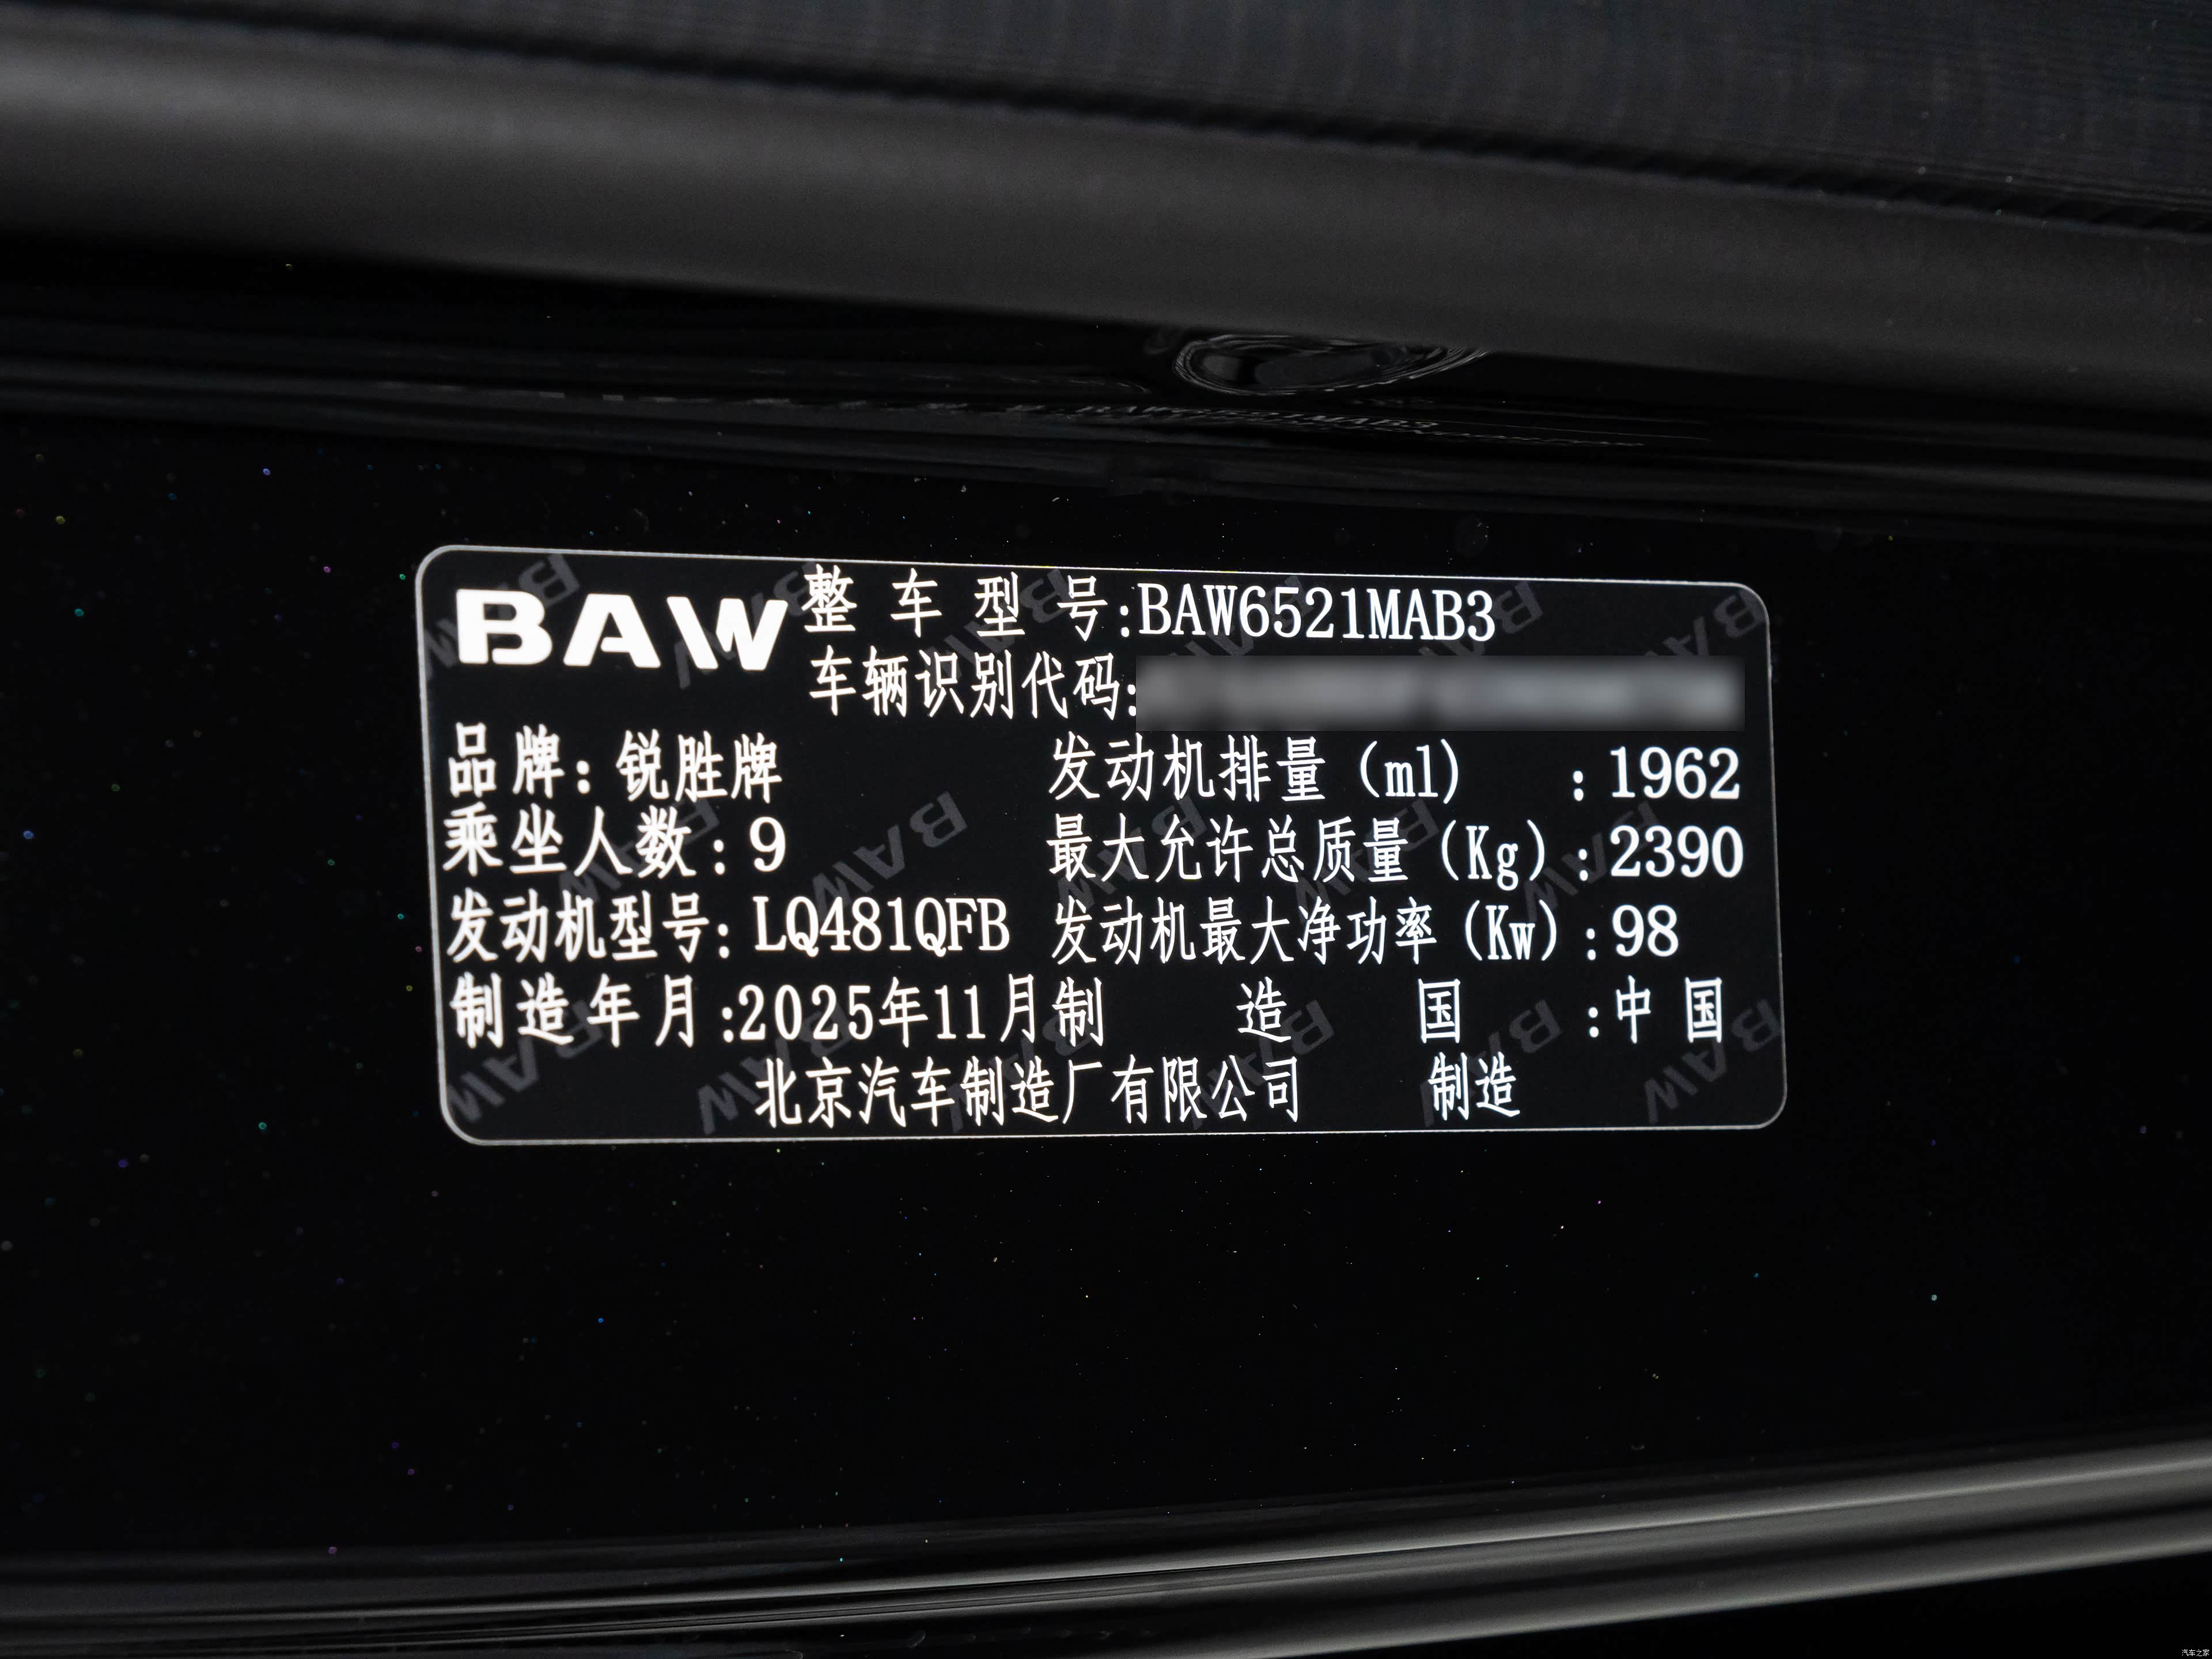 BAW 整车型号:BAW6521MAB3
车辆识别代码:
品牌:锐胜牌 发动机排量(ml) :1962
乘坐人数:9 最大允许总质量(Kg):2390
发动机型号:LQ481QFB 发动机最大净功率(Kw):98
制造年月:2025年11月 制造国:中国
北京汽车制造厂有限公司 制造
汽车之家